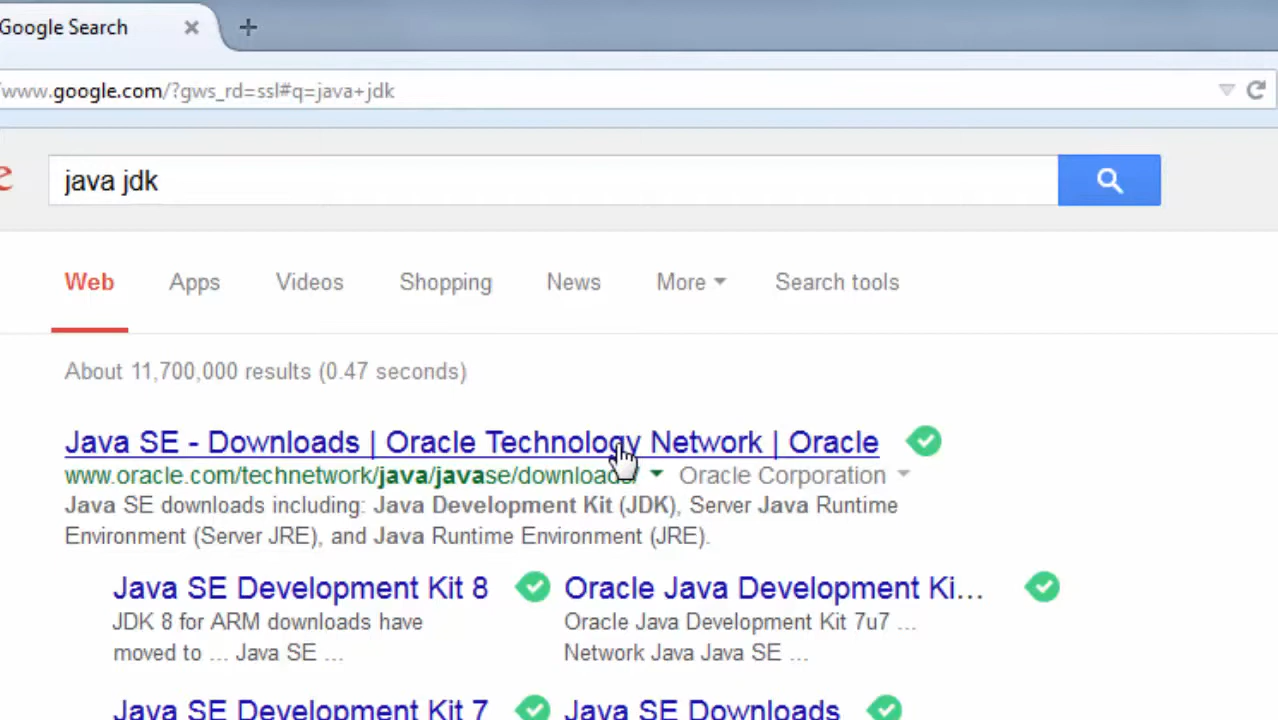 Google Search
www.google.com/?gws_rd=ssl#q=java+jdk
e
java jdk
Web Apps Videos Shopping News More Search tools
About 11,700,000 results (0.47 seconds)
Java SE - Downloads | Oracle Technology Network | Oracle
www.oracle.com/technetwork/java/javase/downloads/ Oracle Corporation
Java SE downloads including: Java Development Kit (JDK), Server Java Runtime
Environment (Server JRE), and Java Runtime Environment (JRE).
Java SE Development Kit 8 Oracle Java Development Ki...
JDK 8 for ARM downloads have Oracle Java Development Kit 7u7 ...
moved to ... Java SE ... Network Java Java SE ...
Java SE Development Kit 7 Java SE Downloads